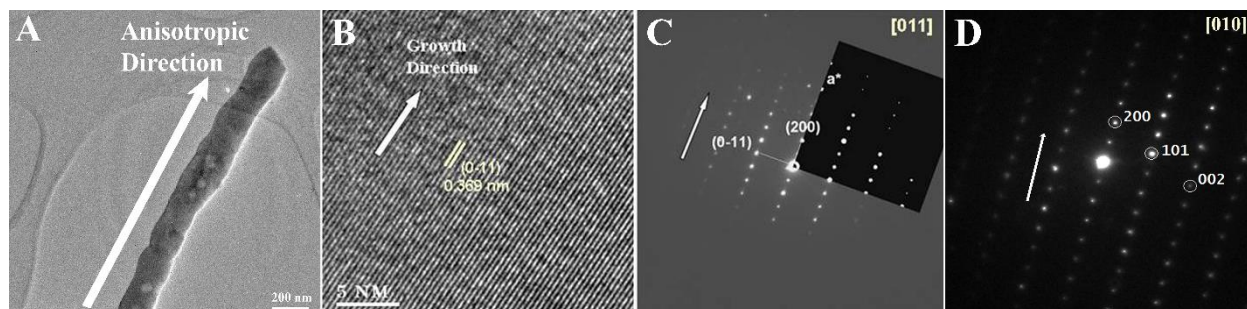 A
Anisotropic
Direction
200 nm
B
Growth
Direction
(0-11)
0.369 nm
5 NM
C
[011]
a*
(200)
(0-11)
D
[010]
200
101
002